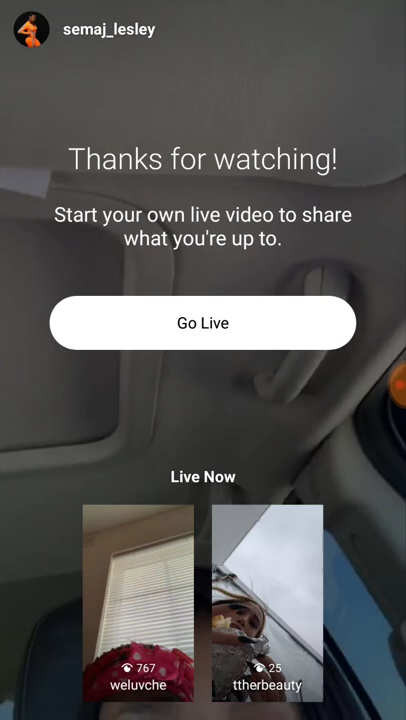 semaj_lesley
Thanks for watching!
Start your own live video to share
what you're up to.
Go Live
Live Now
767
25
weluvche
ttherbeauty